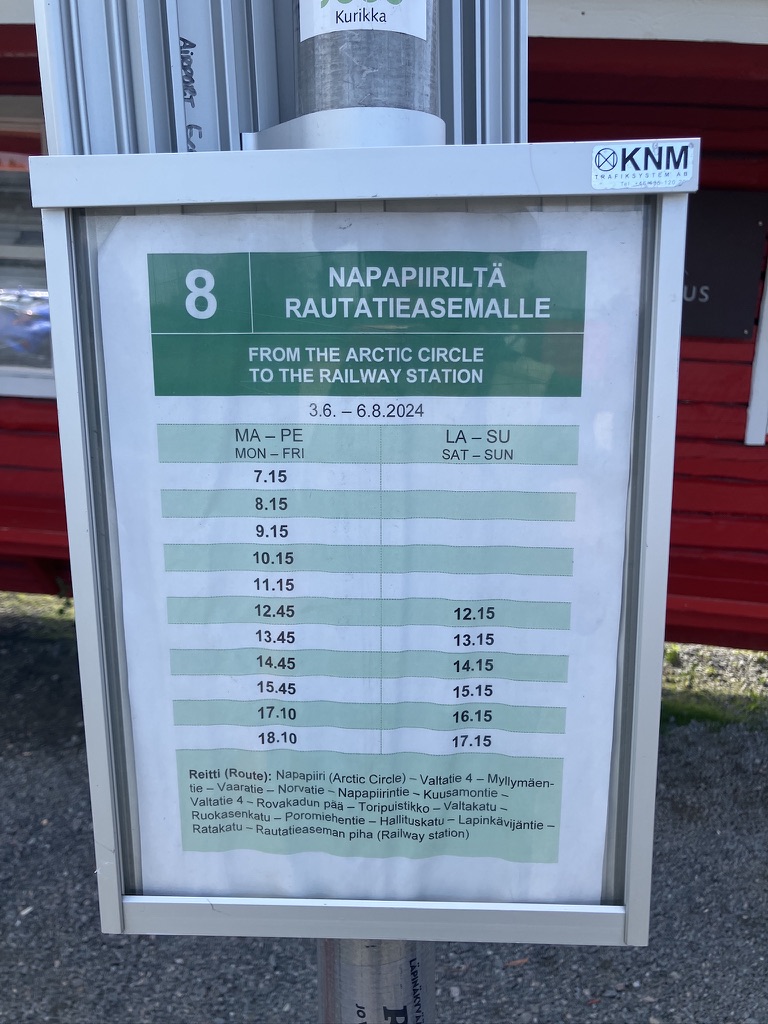 Kurikka
AIRPORT
KNM
TRAFIKSYSTEM AB
8
NAPAPIIRILTÄ
RAUTATIEASEMALLE
FROM THE ARCTIC CIRCLE
TO THE RAILWAY STATION
3.6. – 6.8.2024
MA – PE LA – SU
MON – FRI SAT – SUN
7.15
8.15
9.15
10.15
11.15
12.45 12.15
13.45 13.15
14.45 14.15
15.45 15.15
17.10 16.15
18.10 17.15
Reitti (Route): Napapiiri (Arctic Circle) – Valtatie 4 – Myllymäen-
tie – Vaaratie – Norvatie – Napapiirintie – Kuusamontie –
Valtatie 4 – Rovakadun pää – Toripuistikko – Valtakatu –
Ruokasenkatu – Poromiehentie – Hallituskatu – Lapinkävijäntie –
Ratakatu – Rautatieaseman piha (Railway station)